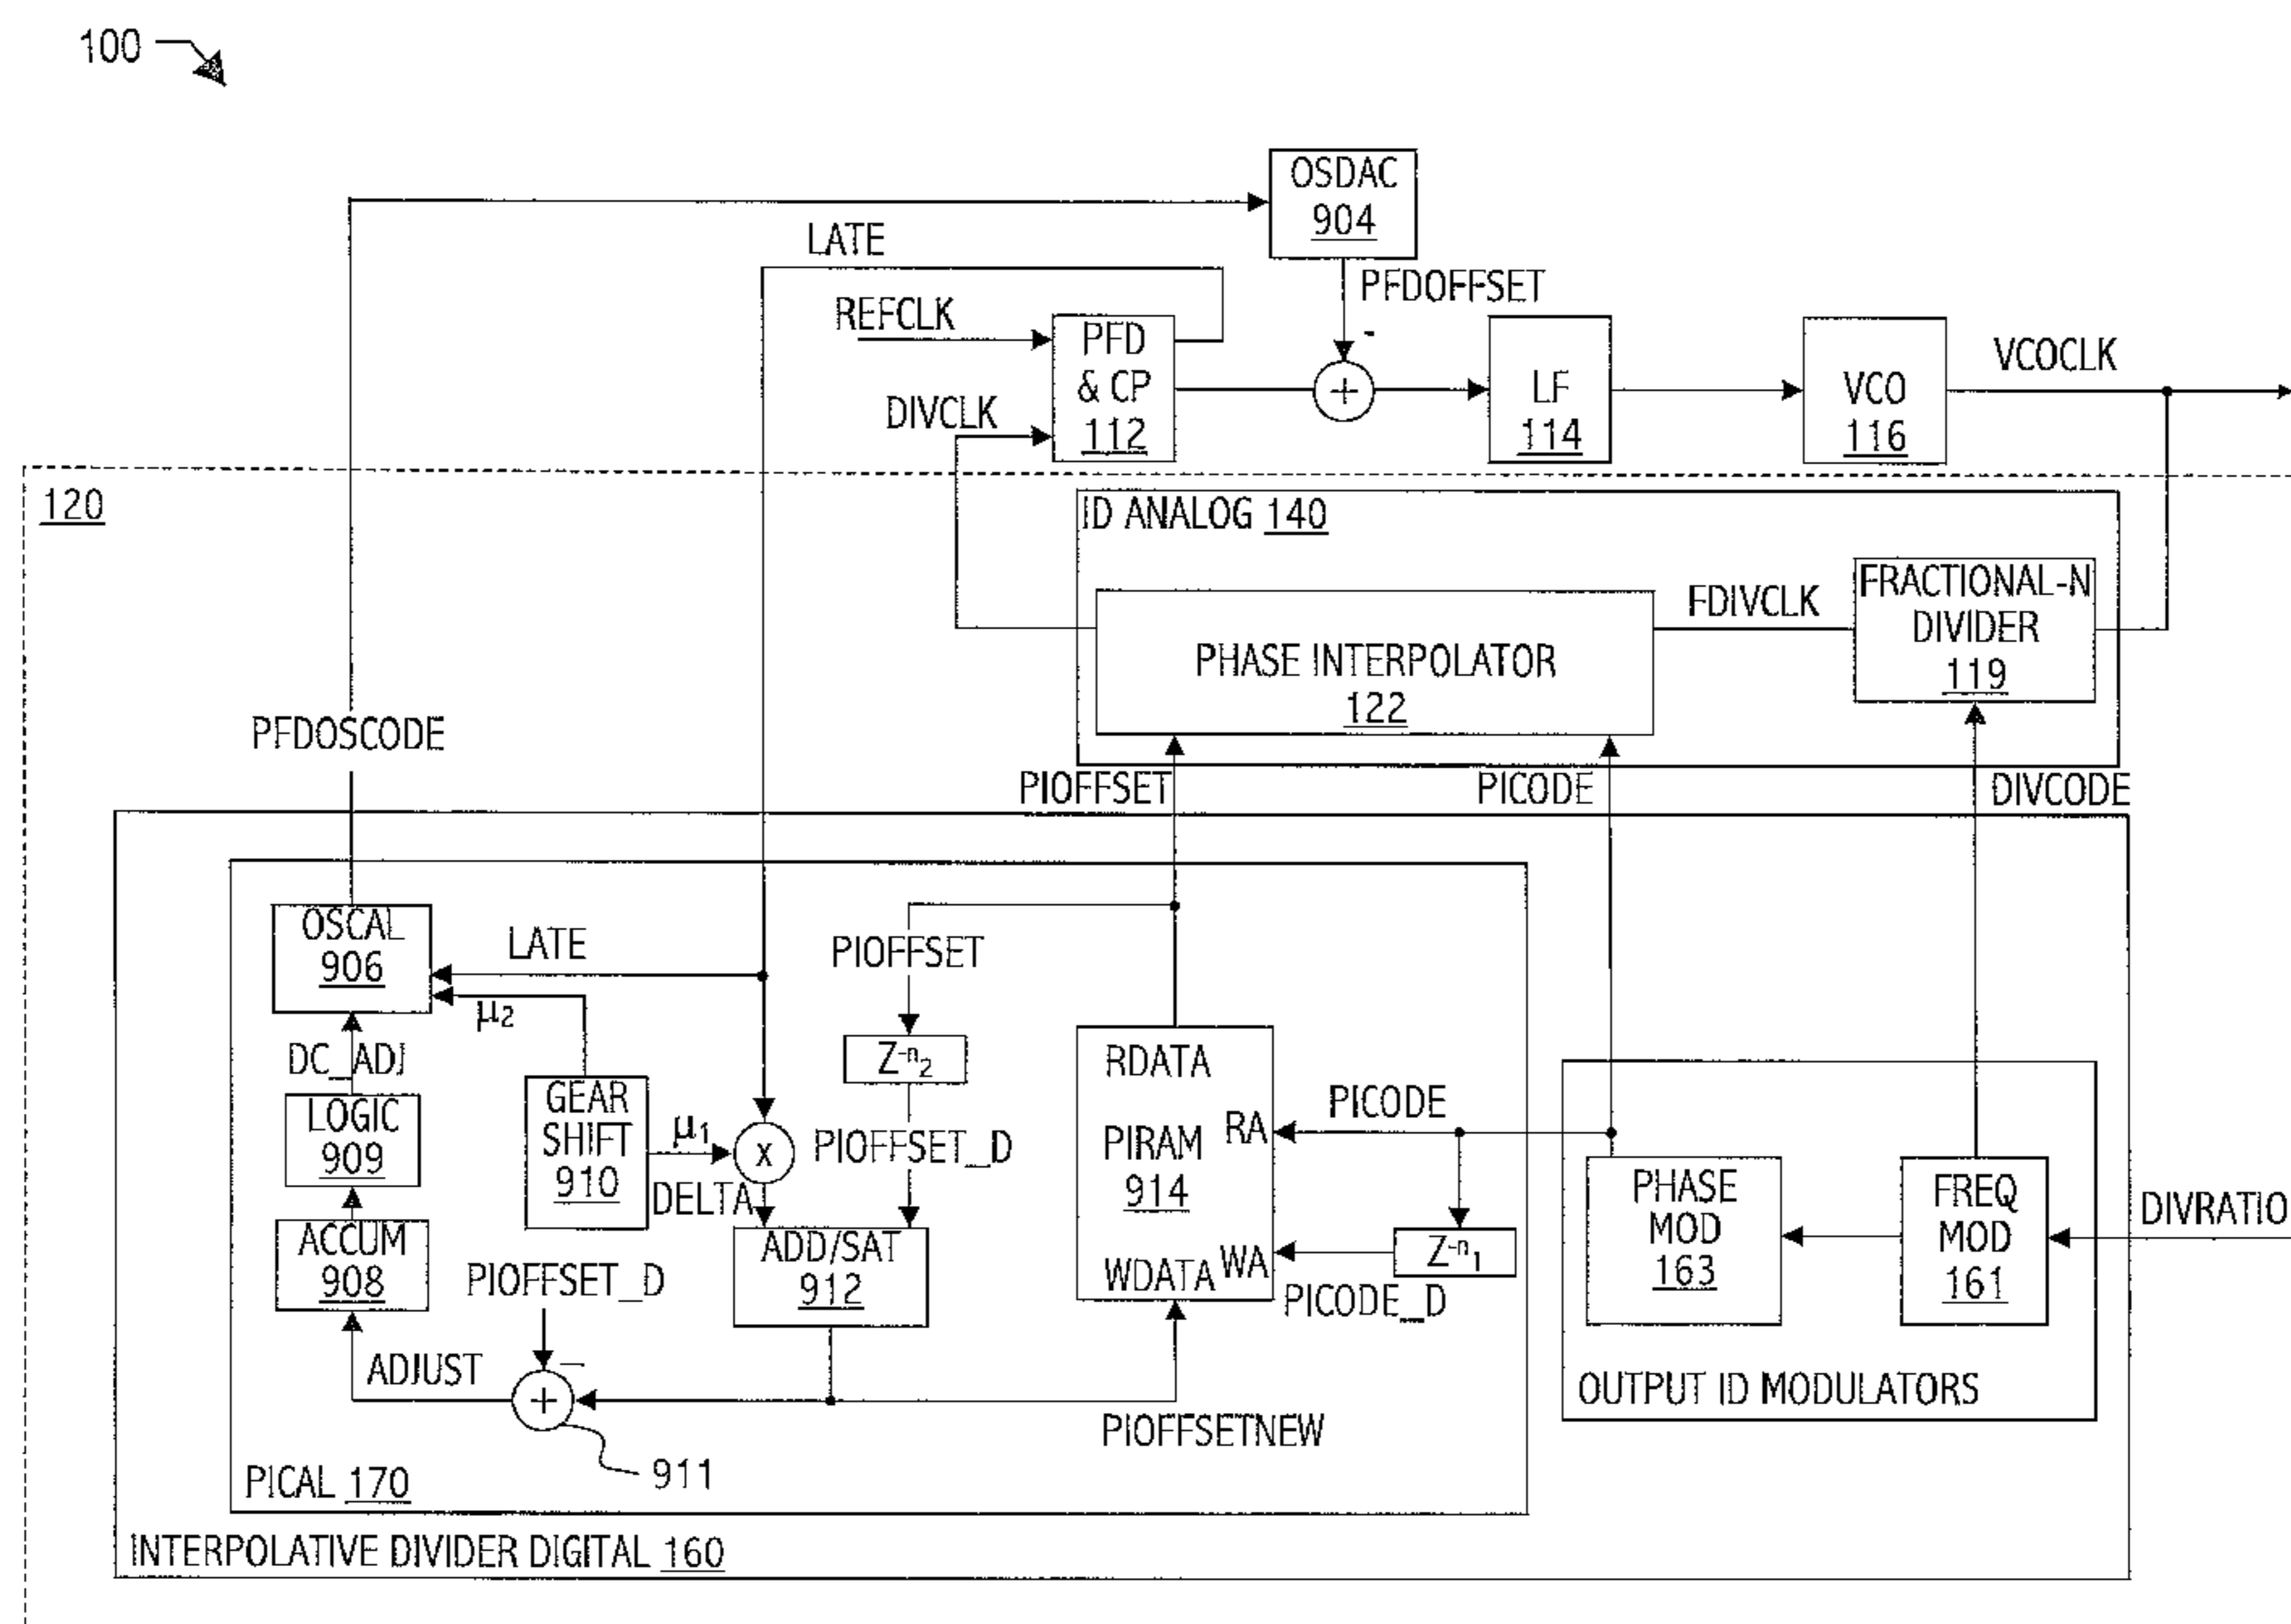 100
OSDAC
904
LATE
PFDOFFSET
-
REFCLK
PFD
& CP
112
DIVCLK
+
LF
114
VCO
116
VCOCLK
120
ID ANALOG 140
FRACTIONAL-N
DIVIDER
119
FDIVCLK
PHASE INTERPOLATOR
122
PFDOSCODE
PIOFFSET
PICODE
DIVCODE
OSCAL
906
LATE
μ2
PIOFFSET
Z-n2
PIOFFSET_D
DC_ADJ
LOGIC
909
GEAR
SHIFT
910
μ1
X
DELTA
ACCUM
908
PIOFFSET_D
ADD/SAT
912
RDATA
PIRAM
914
RA
WDATA
WA
PICODE
Z-n1
PICODE_D
PHASE
MOD
163
FREQ
MOD
161
DIVRATIO
ADJUST
+
−
911
PIOFFSETNEW
OUTPUT ID MODULATORS
PICAL 170
INTERPOLATIVE DIVIDER DIGITAL 160